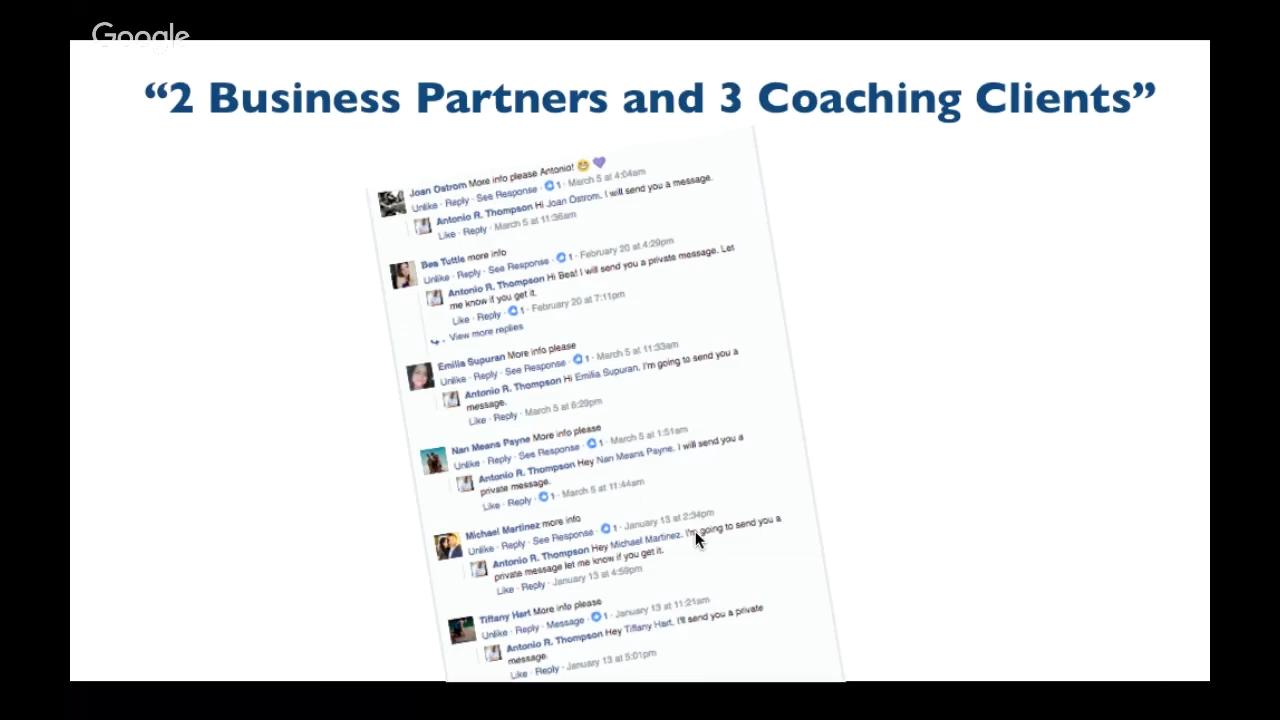 Google
“2 Business Partners and 3 Coaching Clients”
Joan Ostrom More info please Antonio! 😁 💜
Unlike · Reply · See Response · 1 · March 5 at 4:04am
Antonio R. Thompson Hi Joan Ostrom. I will send you a message.
Like · Reply · March 5 at 11:36am
Bea Tuttle more info
Unlike · Reply · See Response · 1 · February 20 at 4:29pm
Antonio R. Thompson Hi Bea! I will send you a private message. Let
me know if you get it.
Like · Reply · 1 · February 20 at 7:11pm
View more replies
Emilia Supuran More info please
Unlike · Reply · See Response · 1 · March 5 at 11:33am
Antonio R. Thompson Hi Emilia Supuran. I'm going to send you a
message.
Like · Reply · March 5 at 6:29pm
Nan Means Payne More info please
Unlike · Reply · See Response · 1 · March 5 at 1:51am
Antonio R. Thompson Hey Nan Means Payne. I will send you a
private message.
Like · Reply · 1 · March 5 at 11:44am
Michael Martinez more info
Unlike · Reply · See Response · 1 · January 13 at 2:34pm
Antonio R. Thompson Hey Michael Martinez. I'm going to send you a
private message let me know if you get it.
Like · Reply · January 13 at 4:59pm
Tiffany Hart More info please
Unlike · Reply · Message · 1 · January 13 at 11:21am
Antonio R. Thompson Hey Tiffany Hart. I'll send you a private
message.
Like · Reply · January 13 at 5:01pm